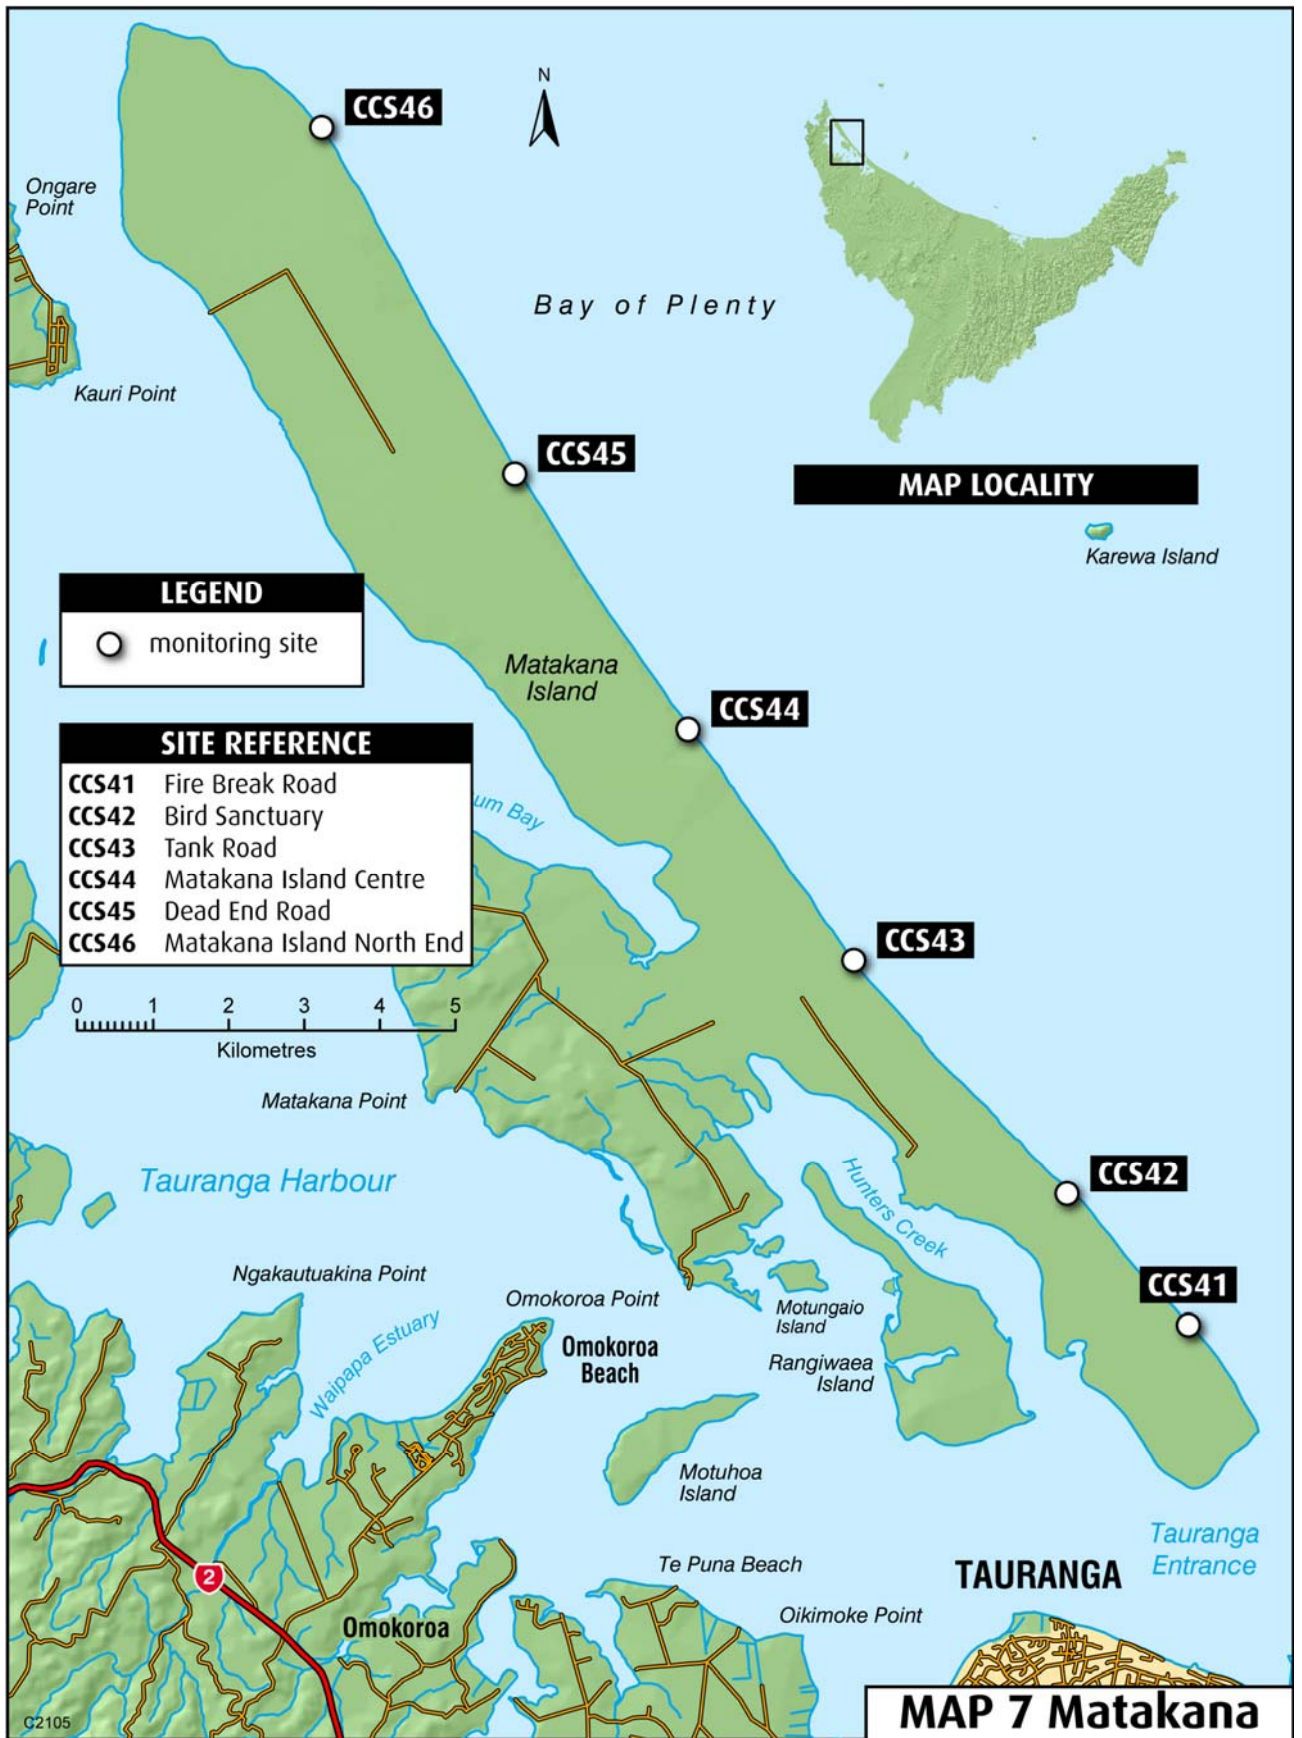 N
CCS46
Ongare
Point
Bay of Plenty
Kauri Point
CCS45
MAP LOCALITY
Karewa Island
LEGEND
monitoring site
Matakana
Island
CCS44
SITE REFERENCE
CCS41 Fire Break Road
CCS42 Bird Sanctuary
CCS43 Tank Road
CCS44 Matakana Island Centre
CCS45 Dead End Road
CCS46 Matakana Island North End
um Bay
CCS43
0 1 2 3 4 5
Kilometres
Matakana Point
Tauranga Harbour
Hunters Creek
CCS42
Ngakautuakina Point
CCS41
Omokoroa Point
Motungaio
Island
Waipapa Estuary
Omokoroa
Beach
Rangiwaea
Island
Motuhoa
Island
Tauranga
Entrance
Te Puna Beach
TAURANGA
2
Oikimoke Point
Omokoroa
C2105
MAP 7 Matakana